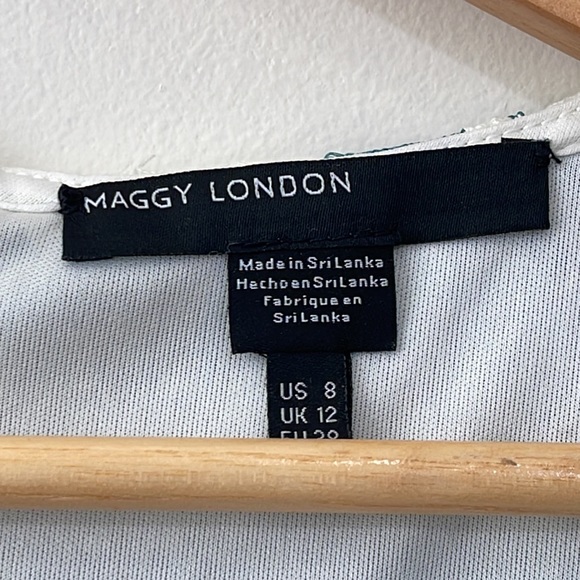 MAGGY LONDON
Made in Sri Lanka
Hecho en Sri Lanka
Fabrique en
Sri Lanka
US 8
UK 12